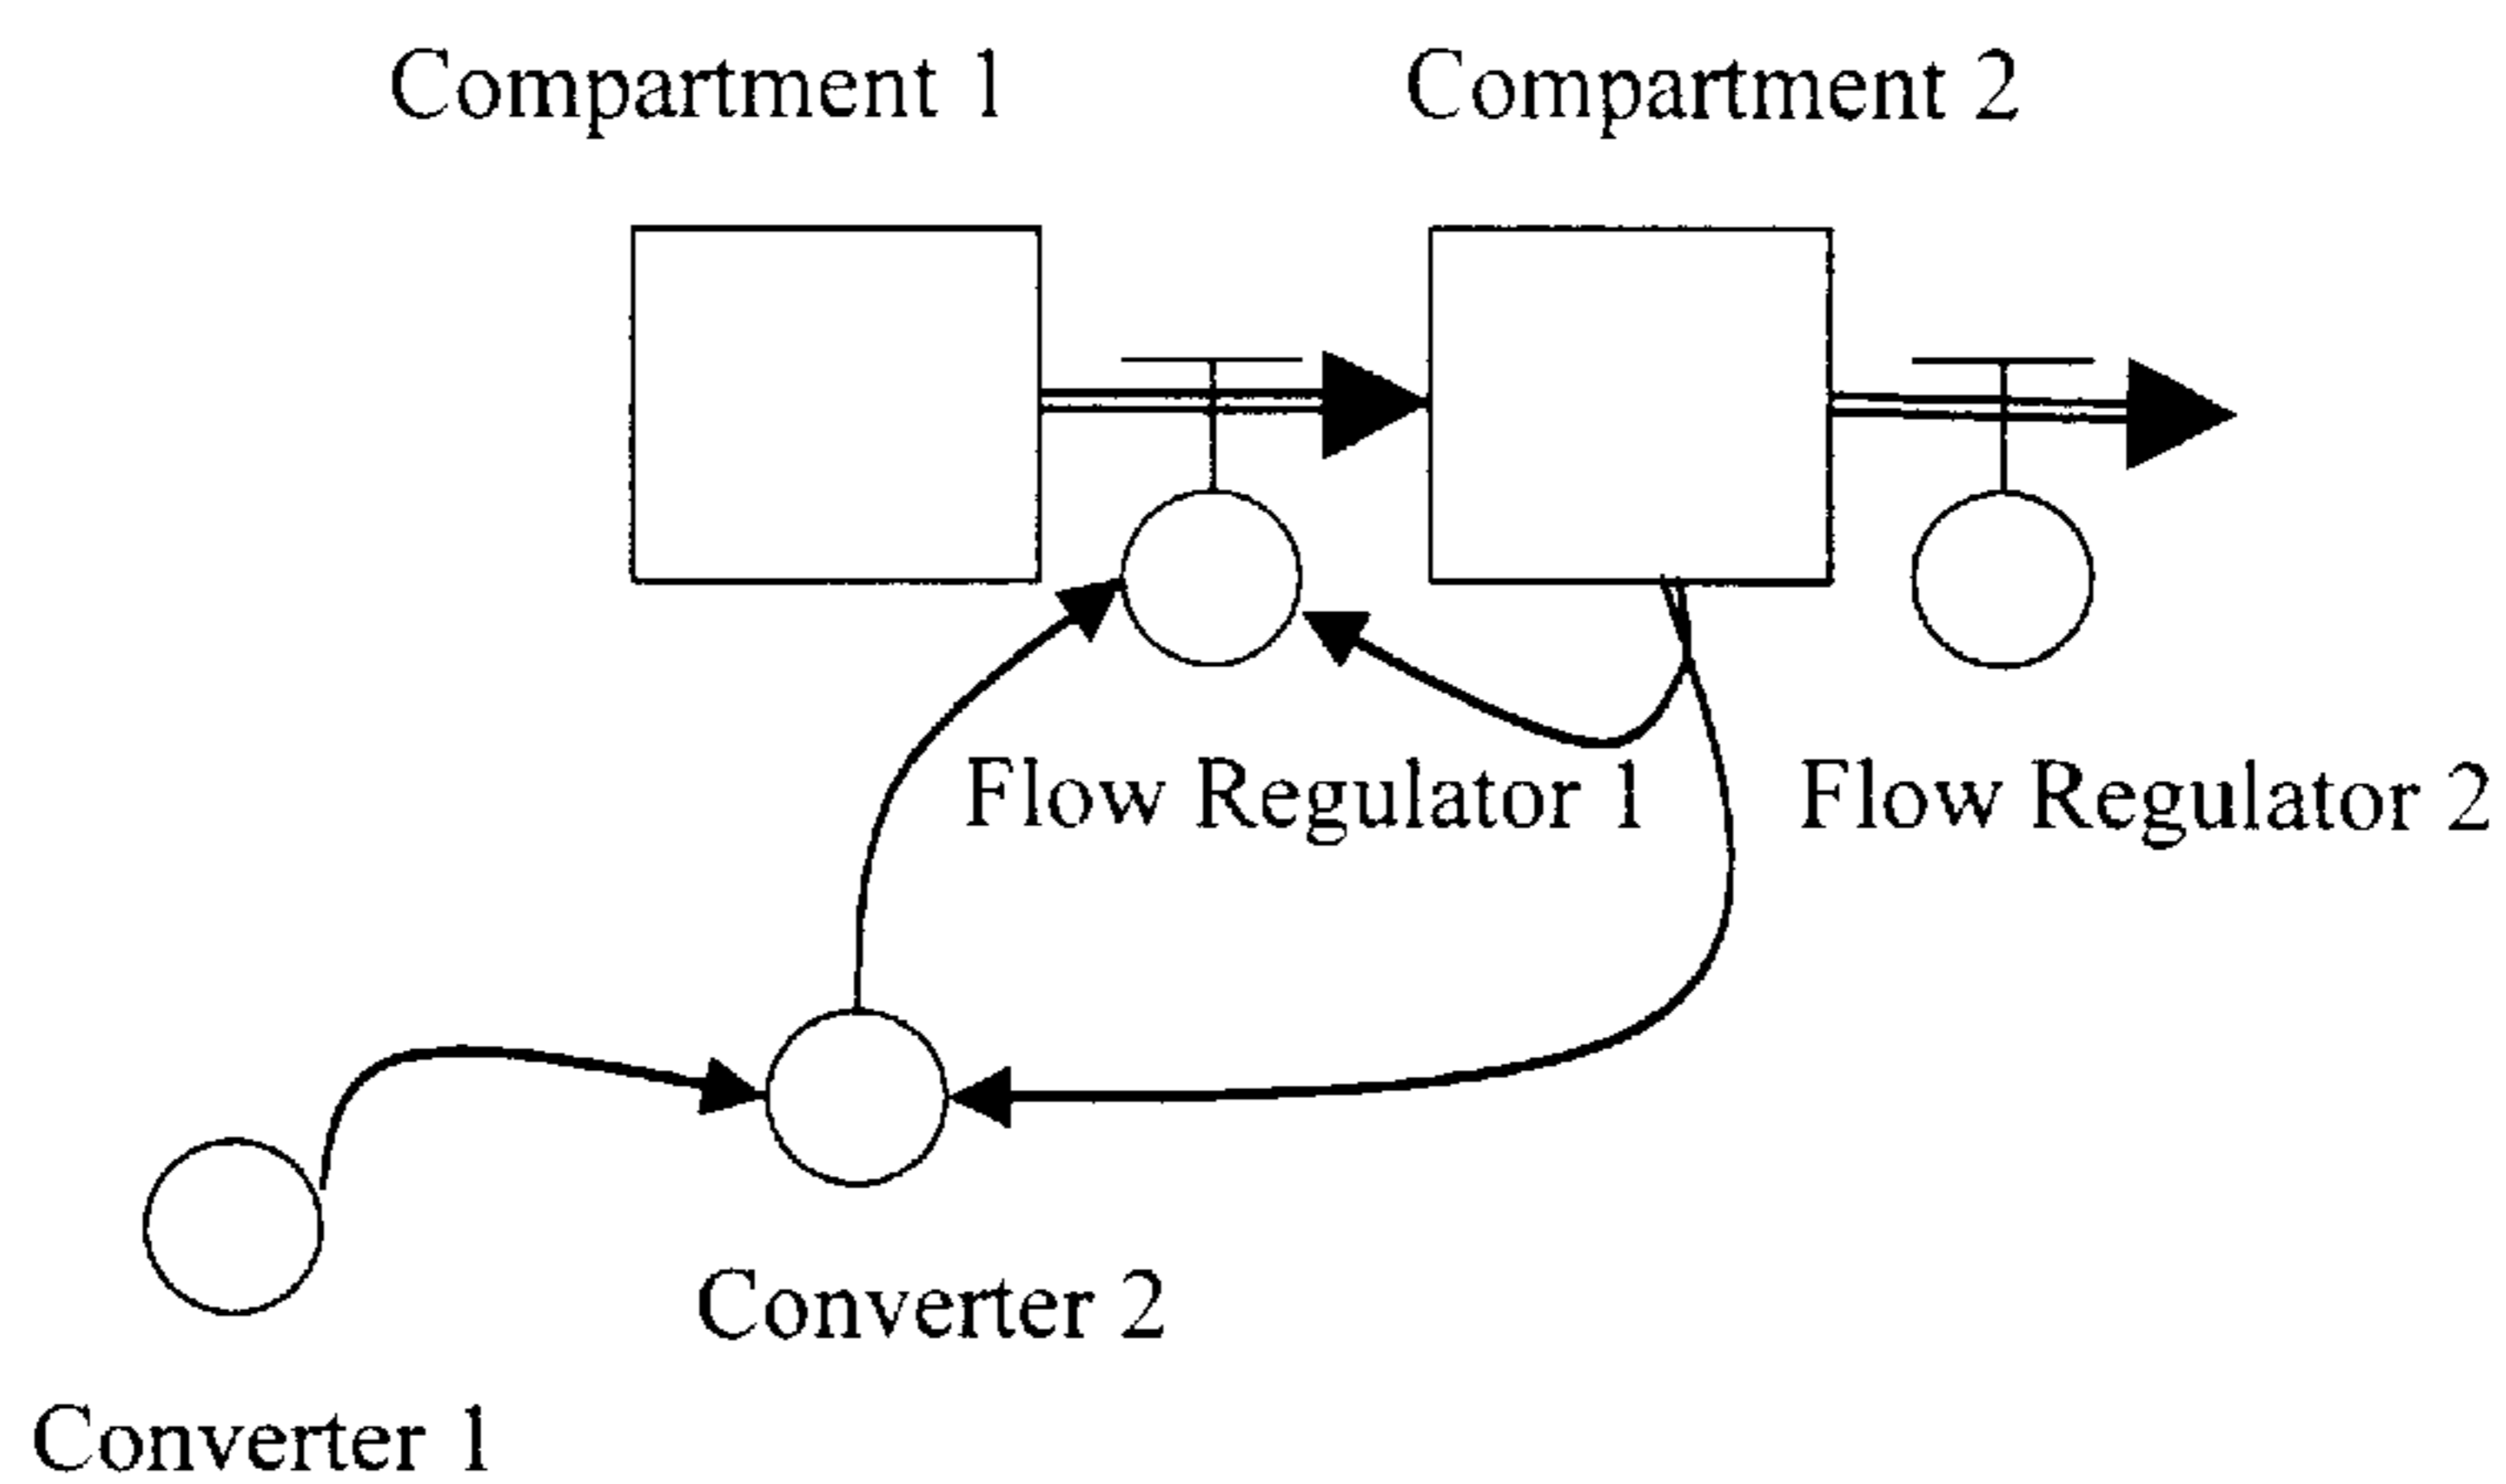 Compartment 1
Compartment 2
Flow Regulator 1
Flow Regulator 2
Converter 2
Converter 1